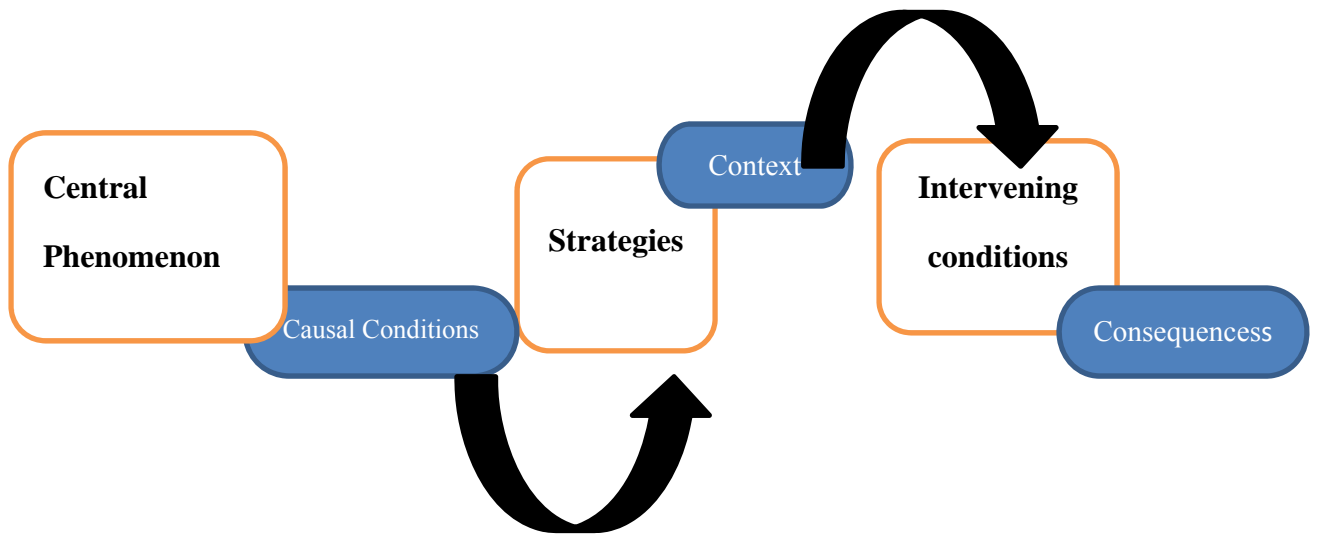 Central
Phenomenon
Causal Conditions
Strategies
Context
Intervening
conditions
Consequencess